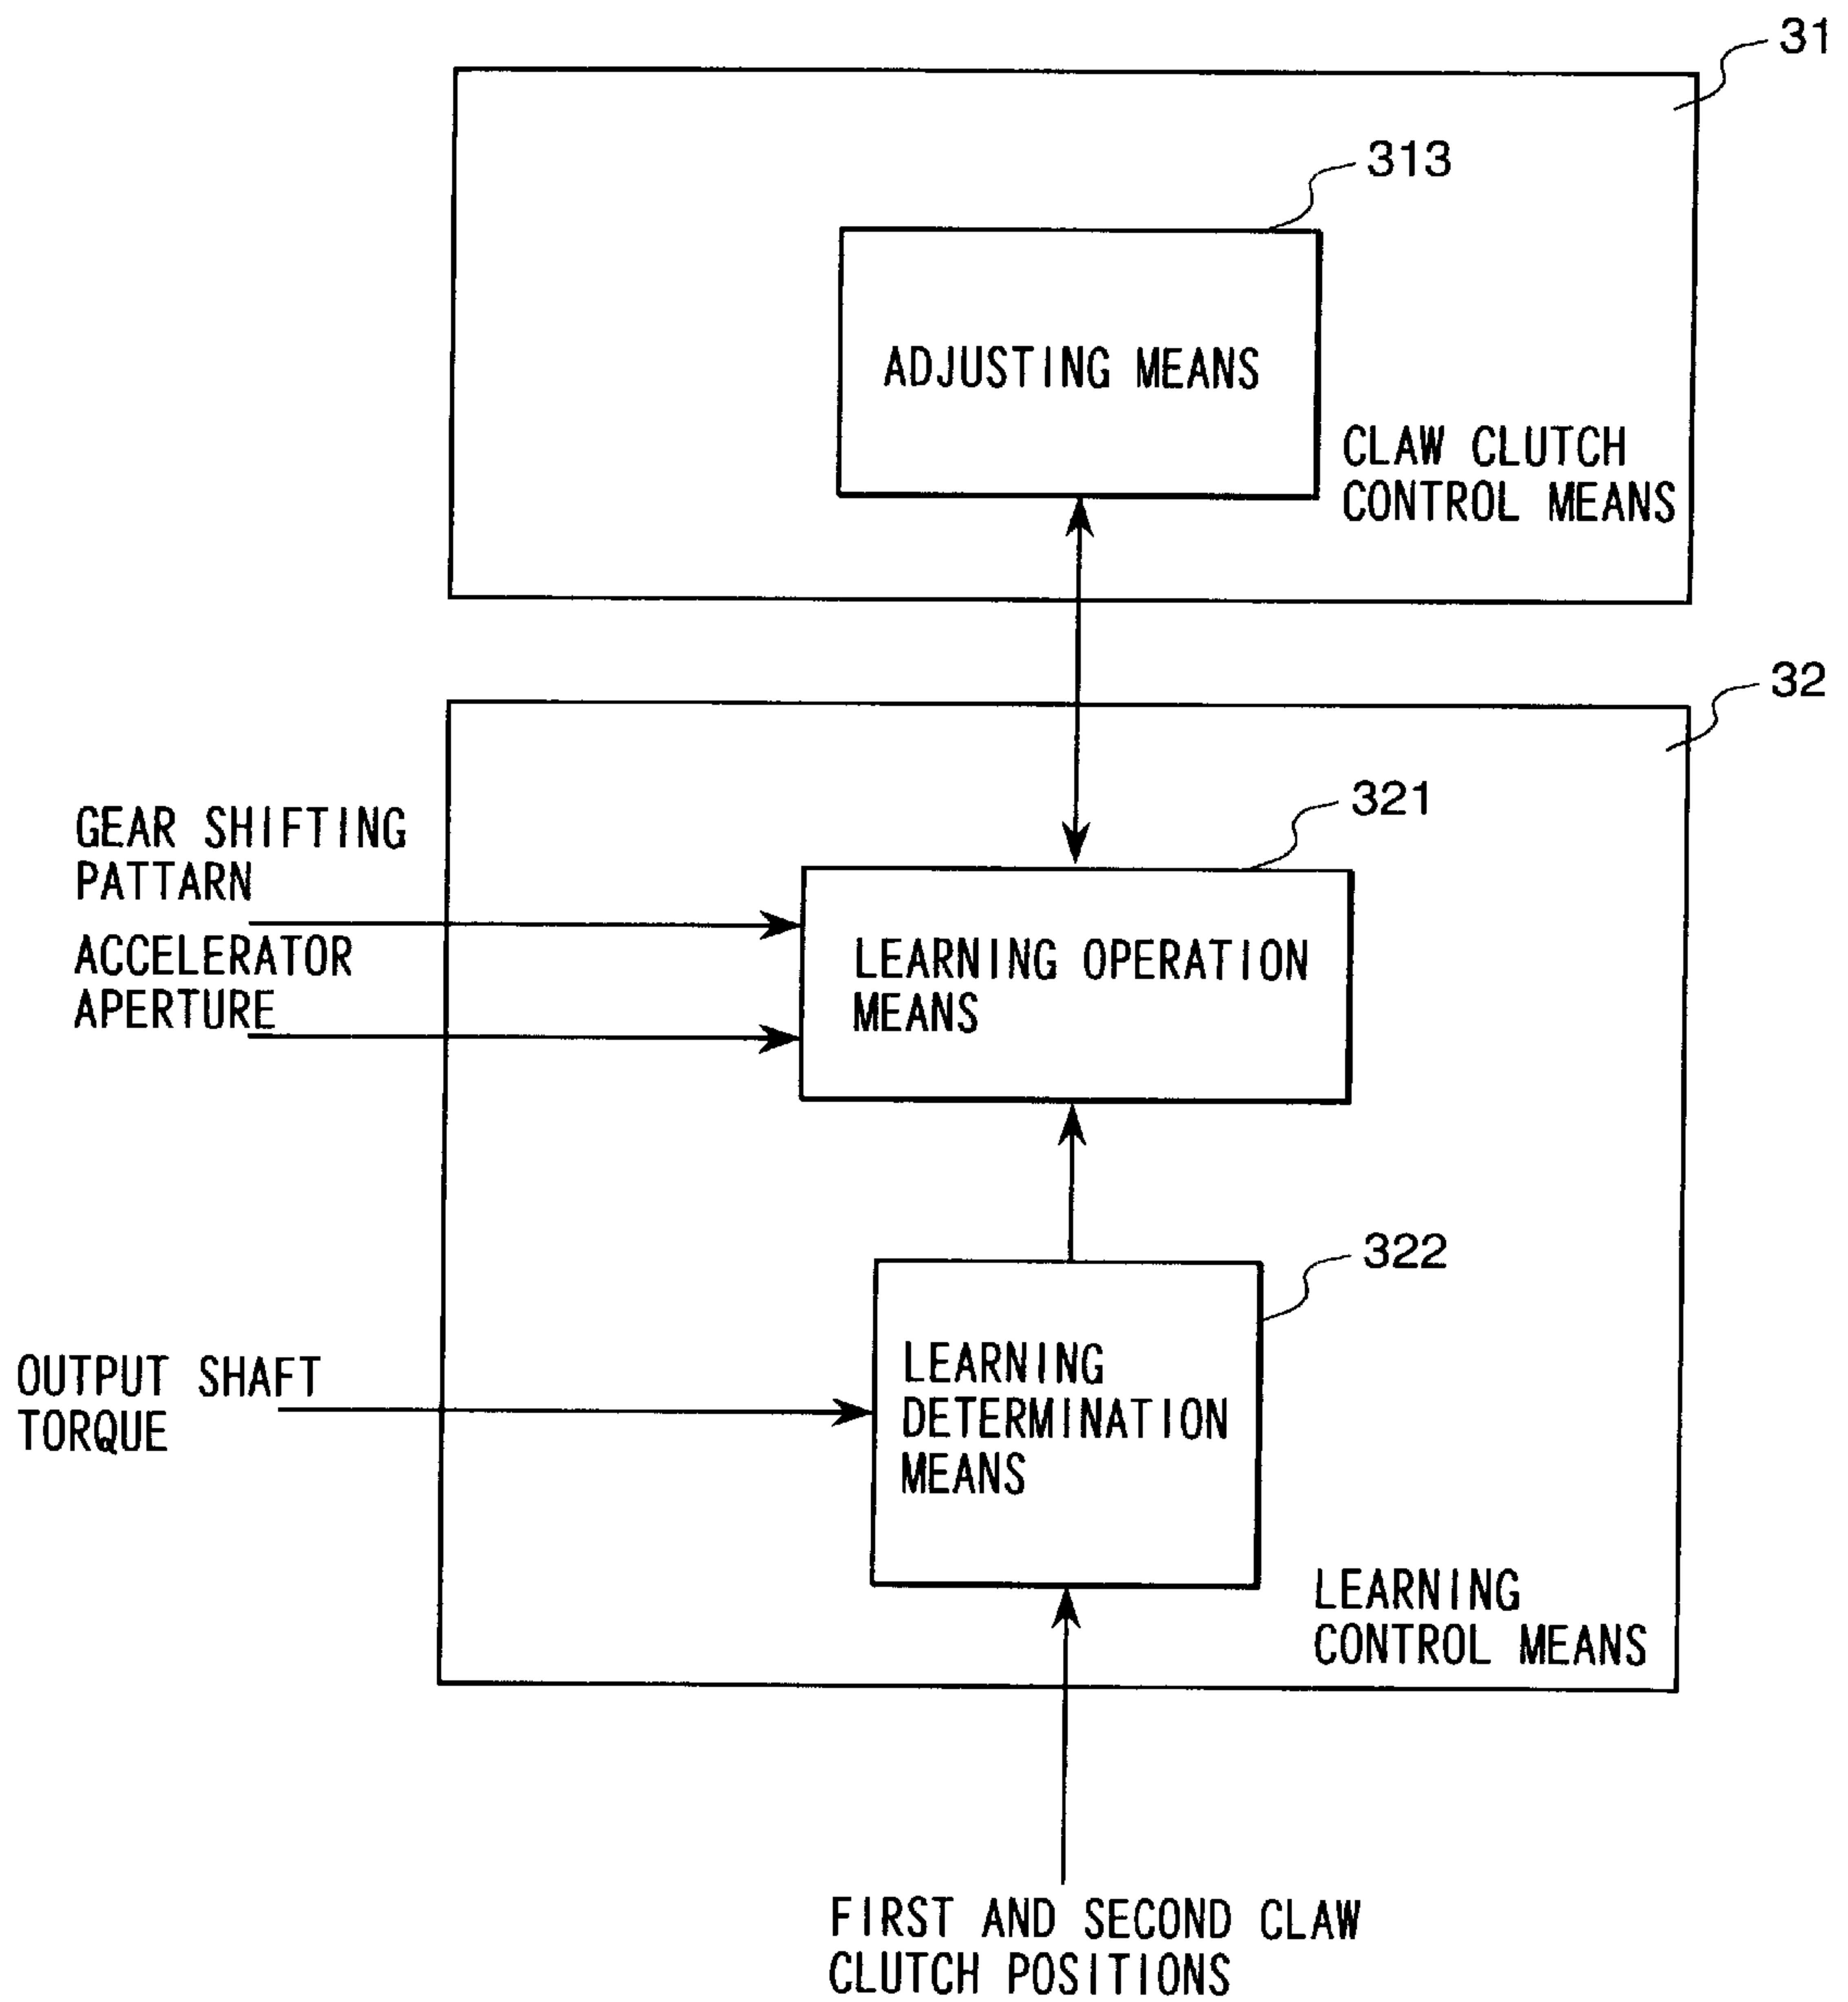 31
313
ADJUSTING MEANS
CLAW CLUTCH
CONTROL MEANS
32
321
GEAR SHIFTING
PATTARN
ACCELERATOR
APERTURE
LEARNING OPERATION
MEANS
322
OUTPUT SHAFT
TORQUE
LEARNING
DETERMINATION
MEANS
LEARNING
CONTROL MEANS
FIRST AND SECOND CLAW
CLUTCH POSITIONS